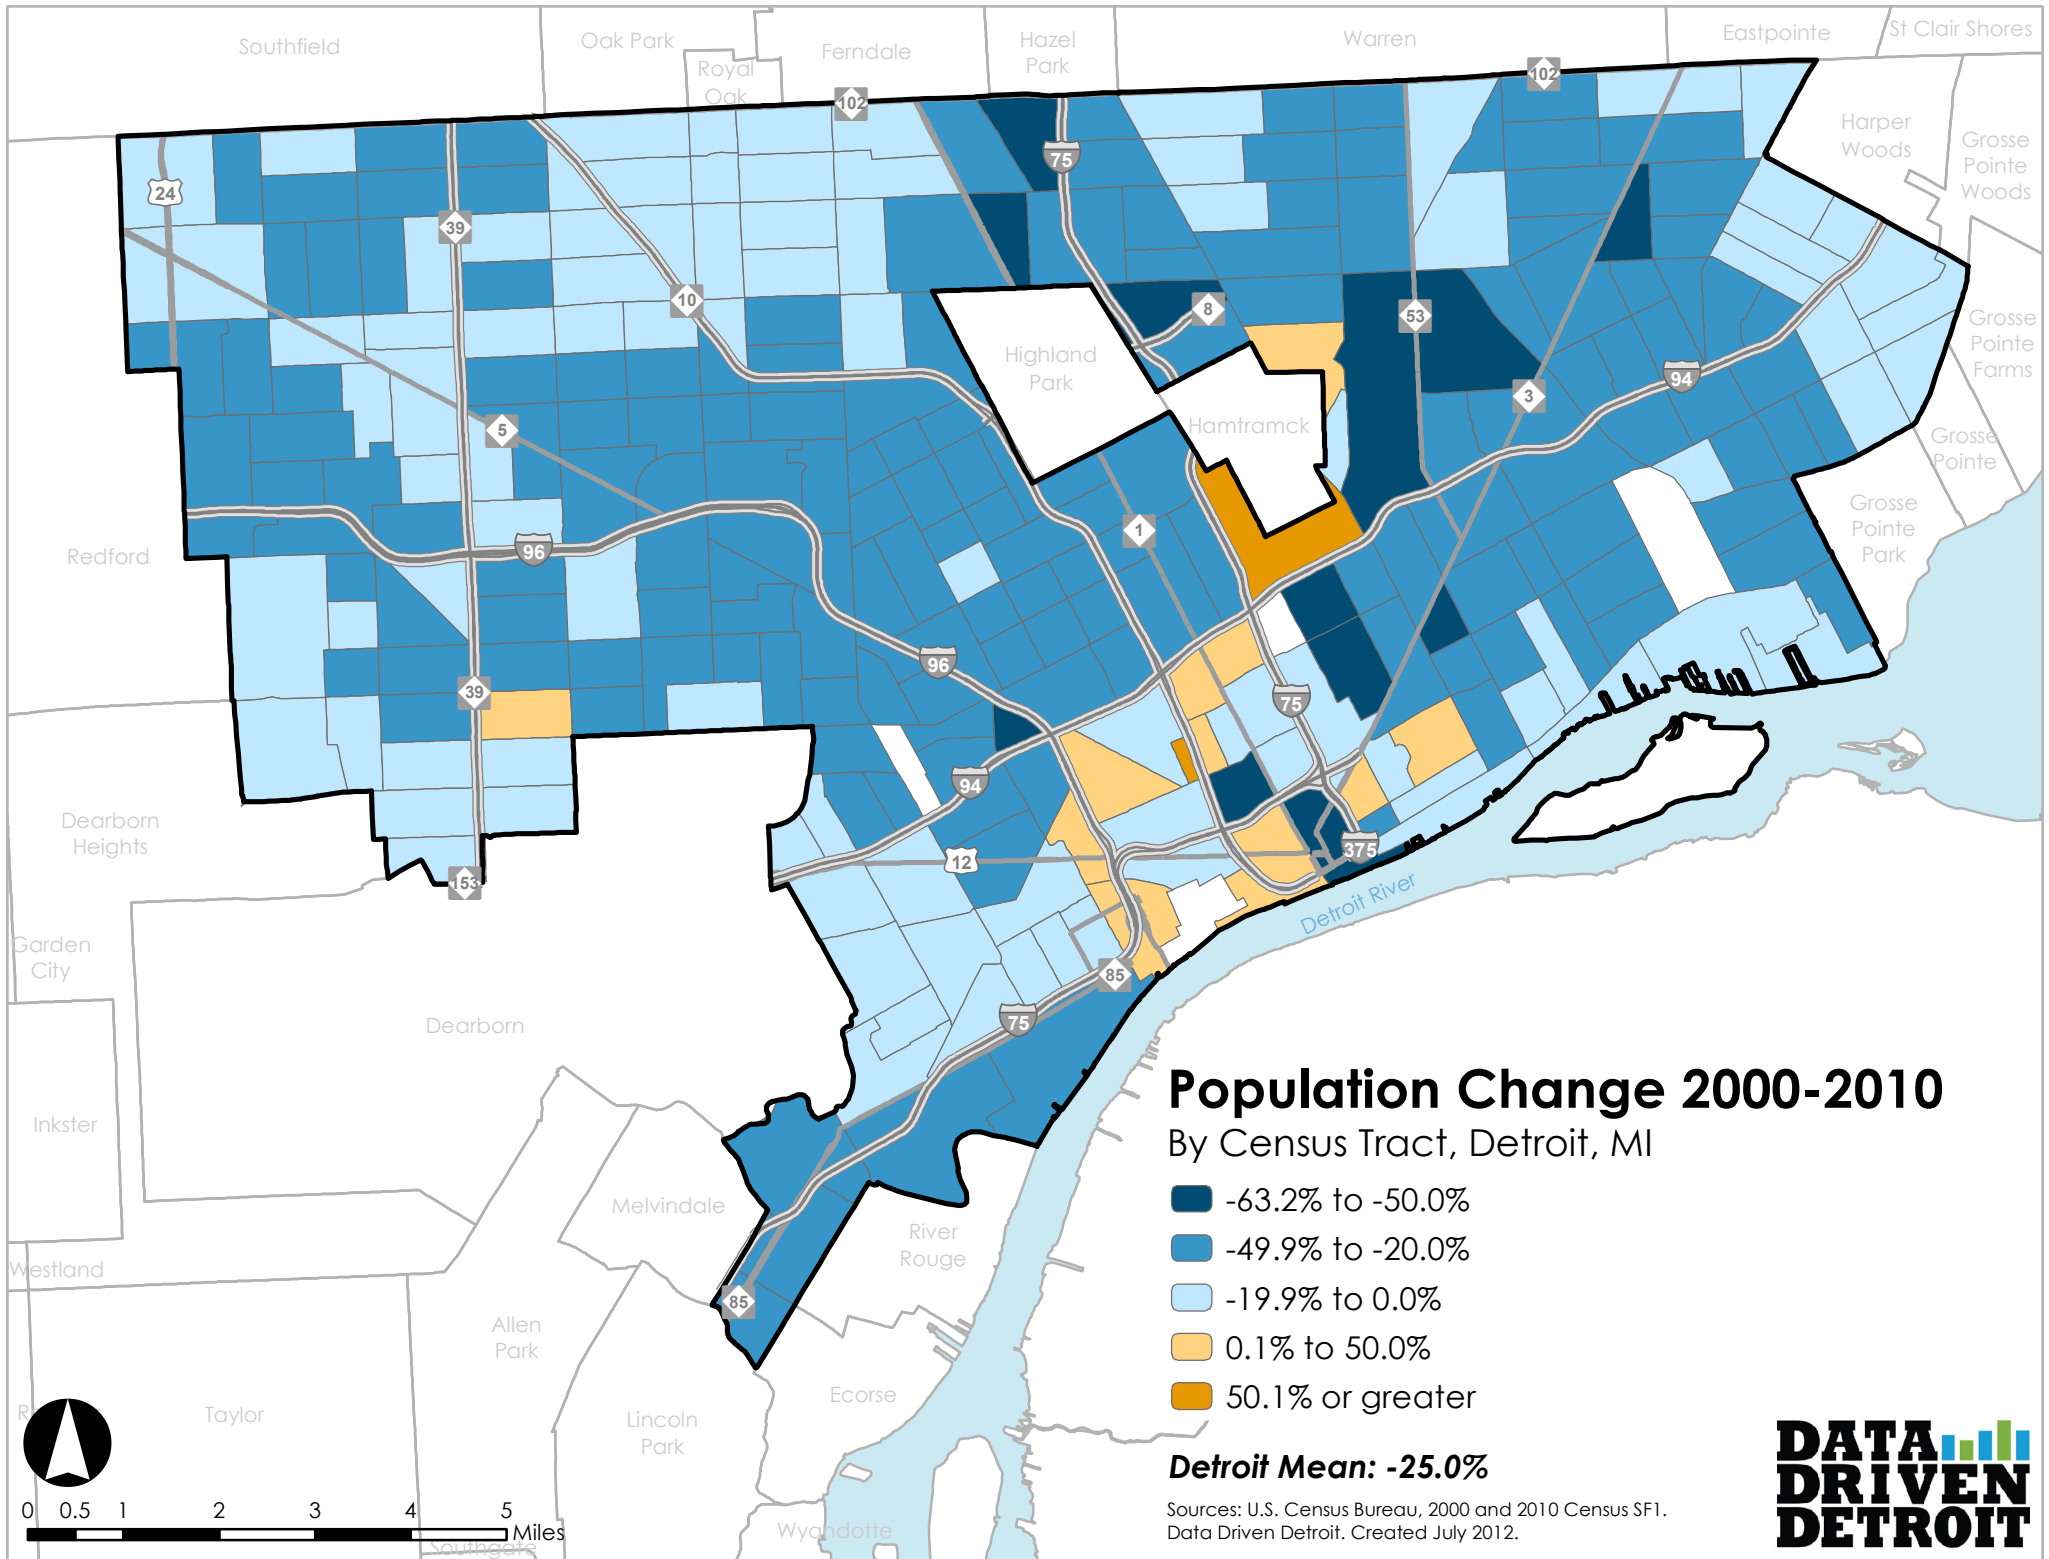 Southfield
Oak Park
Royal
Oak
Ferndale
Hazel
Park
Warren
Eastpointe
St Clair Shores
102
102
Harper
Woods
Grosse
Pointe
Woods
24
75
39
10
8
53
Highland
Park
Grosse
Pointe
Farms
94
3
5
Hamtramck
Grosse
Pointe
Grosse
Pointe
Park
1
Redford
96
96
39
75
94
12
375
Dearborn
Heights
153
Detroit River
Garden
City
85
75
Dearborn
Inkster
Melvindale
River
Rouge
Westland
85
Allen
Park
Ecorse
Taylor
Lincoln
Park
Wyandotte
Southgate
Population Change 2000-2010
By Census Tract, Detroit, MI
-63.2% to -50.0%
-49.9% to -20.0%
-19.9% to 0.0%
0.1% to 50.0%
50.1% or greater
Detroit Mean: -25.0%
Sources: U.S. Census Bureau, 2000 and 2010 Census SF1.
Data Driven Detroit. Created July 2012.
0 0.5 1 2 3 4 5
Miles
DATA
DRIVEN
DETROIT